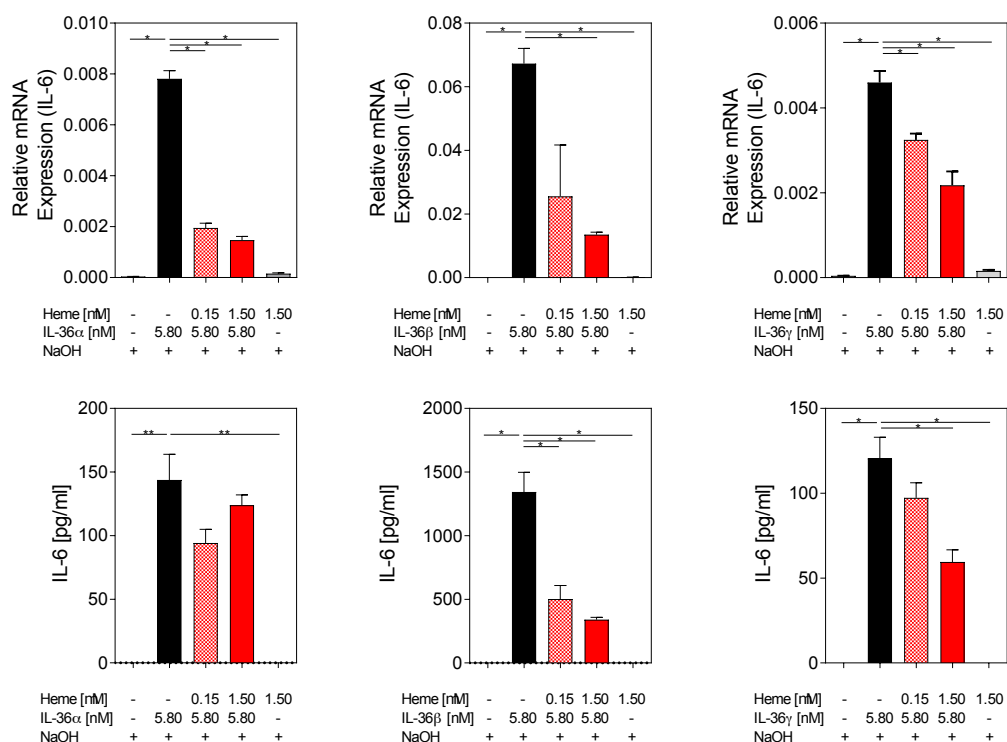 * * * *
0.010
0.008
0.006
0.004
0.002
0.000
Relative mRNA
Expression (IL-6)
Heme [nM] - - 0.15 1.50 1.50
IL-36α [nM] - 5.80 5.80 5.80 -
NaOH + + + + +
* * *
0.08
0.06
0.04
0.02
0.00
Relative mRNA
Expression (IL-6)
Heme [nM] - - 0.15 1.50 1.50
IL-36β [nM] - 5.80 5.80 5.80 -
NaOH + + + + +
* * * *
0.006
0.004
0.002
0.000
Relative mRNA
Expression (IL-6)
Heme [nM] - - 0.15 1.50 1.50
IL-36γ [nM] - 5.80 5.80 5.80 -
NaOH + + + + +
** **
200
150
100
50
0
IL-6 [pg/ml]
Heme [nM] - - 0.15 1.50 1.50
IL-36α [nM] - 5.80 5.80 5.80 -
NaOH + + + + +
* * * *
2000
1500
1000
500
0
IL-6 [pg/ml]
Heme [nM] - - 0.15 1.50 1.50
IL-36β [nM] - 5.80 5.80 5.80 -
NaOH + + + + +
* * *
150
100
50
0
IL-6 [pg/ml]
Heme [nM] - - 0.15 1.50 1.50
IL-36γ [nM] - 5.80 5.80 5.80 -
NaOH + + + + +